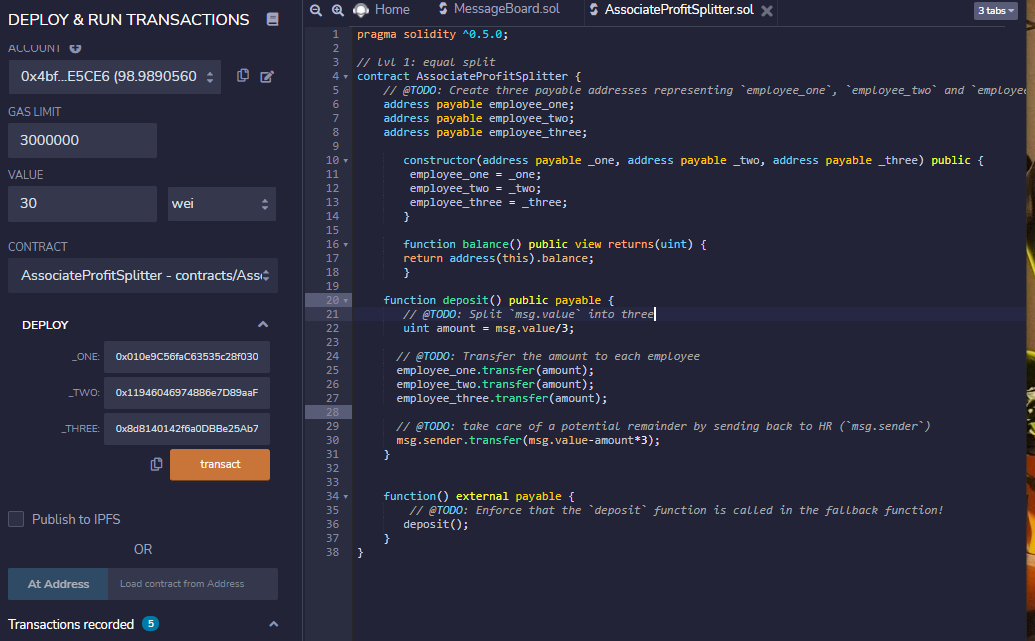 DEPLOY & RUN TRANSACTIONS
ACCOUNT
0x4bf...E5CE6 (98.9890560
GAS LIMIT
3000000
VALUE
30
wei
CONTRACT
AssociateProfitSplitter - contracts/Asso
DEPLOY
_ONE: 0x010e9C56faC63535c28f030
_TWO: 0x11946046974886e7D89aaF
_THREE: 0x8d8140142f6a0DBBe25Ab7
transact
Publish to IPFS
OR
At Address
Load contract from Address
Transactions recorded 5
Home
MessageBoard.sol
AssociateProfitSplitter.sol
3 tabs
1 pragma solidity ^0.5.0;
2
3 // lvl 1: equal split
4 contract AssociateProfitSplitter {
5 // @TODO: Create three payable addresses representing `employee_one`, `employee_two` and `employee
6 address payable employee_one;
7 address payable employee_two;
8 address payable employee_three;
9
10 constructor(address payable _one, address payable _two, address payable _three) public {
11 employee_one = _one;
12 employee_two = _two;
13 employee_three = _three;
14 }
15
16 function balance() public view returns(uint) {
17 return address(this).balance;
18 }
19
20 function deposit() public payable {
21 // @TODO: Split `msg.value` into three
22 uint amount = msg.value/3;
23
24 // @TODO: Transfer the amount to each employee
25 employee_one.transfer(amount);
26 employee_two.transfer(amount);
27 employee_three.transfer(amount);
28
29 // @TODO: take care of a potential remainder by sending back to HR (`msg.sender`)
30 msg.sender.transfer(msg.value-amount*3);
31 }
32
33
34 function() external payable {
35 // @TODO: Enforce that the `deposit` function is called in the fallback function!
36 deposit();
37 }
38 }